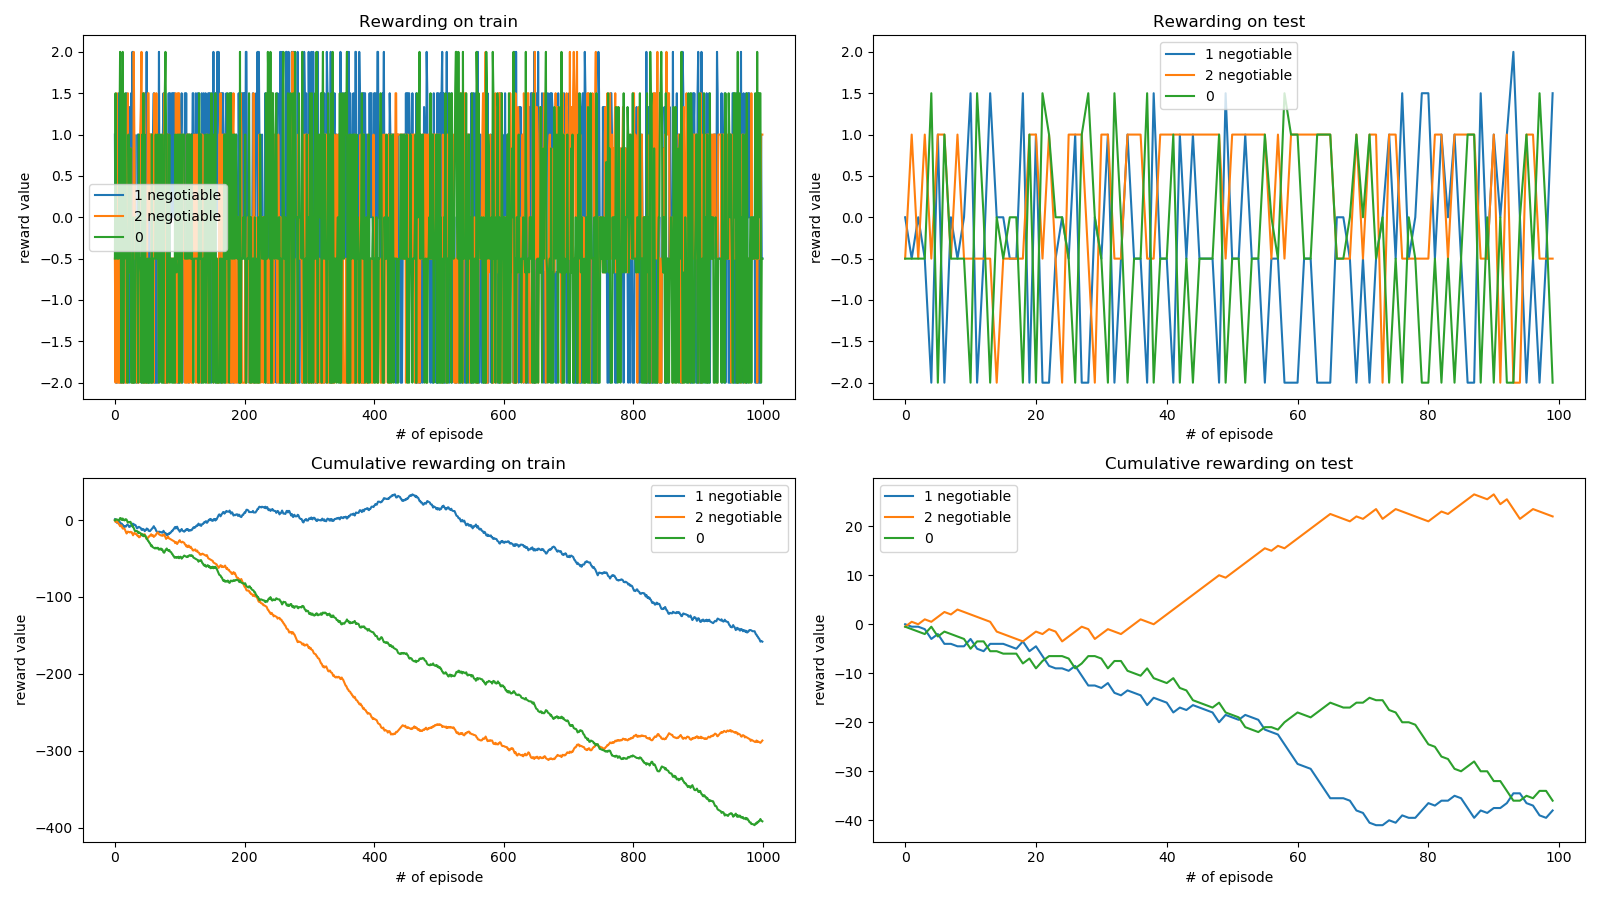 Rewarding on train
reward value
2.0
1.5
1.0
0.5
0.0
−0.5
−1.0
−1.5
−2.0
1 negotiable
2 negotiable
0
0
200
400
600
800
1000
# of episode
Rewarding on test
reward value
2.0
1.5
1.0
0.5
0.0
−0.5
−1.0
−1.5
−2.0
1 negotiable
2 negotiable
0
0
20
40
60
80
100
# of episode
Cumulative rewarding on train
reward value
0
−100
−200
−300
−400
1 negotiable
2 negotiable
0
0
200
400
600
800
1000
# of episode
Cumulative rewarding on test
reward value
20
10
0
−10
−20
−30
−40
1 negotiable
2 negotiable
0
0
20
40
60
80
100
# of episode